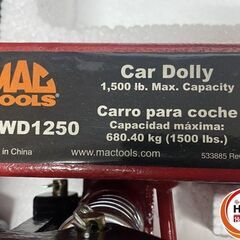 MAC
TOOLS
Car Dolly
1,500 lb. Max. Capacity
WD1250
Carro para coche
Capacidad máxima:
680.40 kg (1500 lbs.)
in China
www.mactools.com
533885 Re